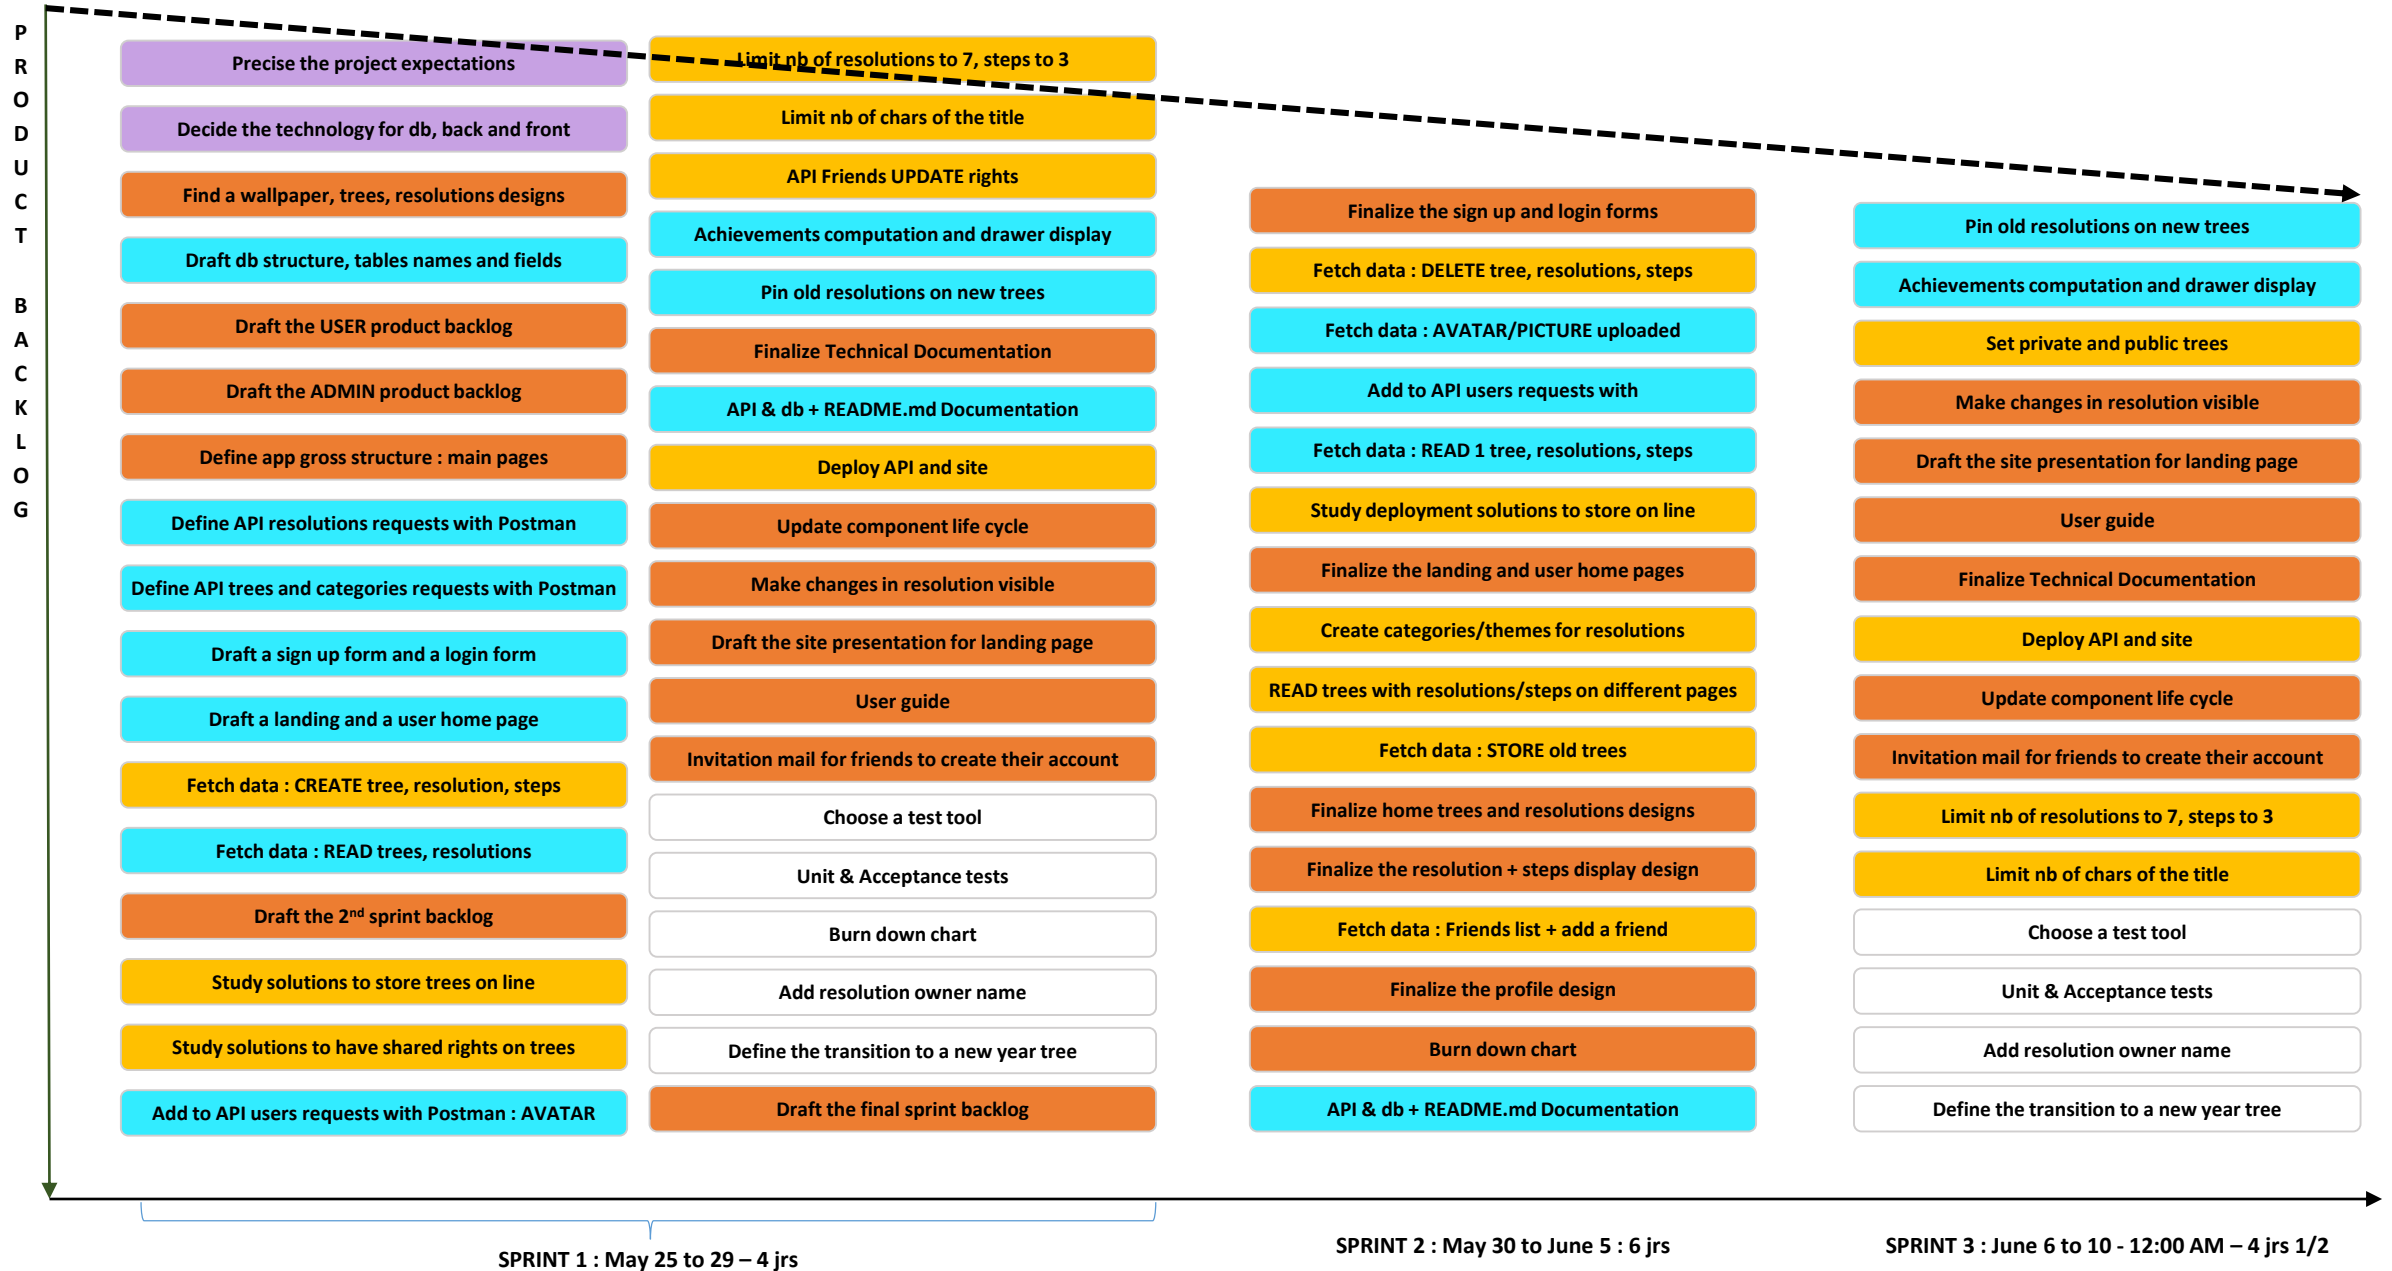 PRODUCT BACKLOG
Precise the project expectations
Decide the technology for db, back and front
Find a wallpaper, trees, resolutions designs
Draft db structure, tables names and fields
Draft the USER product backlog
Draft the ADMIN product backlog
Define app gross structure : main pages
Define API resolutions requests with Postman
Define API trees and categories requests with Postman
Draft a sign up form and a login form
Draft a landing and a user home page
Fetch data : CREATE tree, resolution, steps
Fetch data : READ trees, resolutions
Draft the 2nd sprint backlog
Study solutions to store trees on line
Study solutions to have shared rights on trees
Add to API users requests with Postman : AVATAR
Limit nb of resolutions to 7, steps to 3
Limit nb of chars of the title
API Friends UPDATE rights
Achievements computation and drawer display
Pin old resolutions on new trees
Finalize Technical Documentation
API & db + README.md Documentation
Deploy API and site
Update component life cycle
Make changes in resolution visible
Draft the site presentation for landing page
User guide
Invitation mail for friends to create their account
Choose a test tool
Unit & Acceptance tests
Burn down chart
Add resolution owner name
Define the transition to a new year tree
Draft the final sprint backlog
Finalize the sign up and login forms
Fetch data : DELETE tree, resolutions, steps
Fetch data : AVATAR/PICTURE uploaded
Add to API users requests with
Fetch data : READ 1 tree, resolutions, steps
Study deployment solutions to store on line
Finalize the landing and user home pages
Create categories/themes for resolutions
READ trees with resolutions/steps on different pages
Fetch data : STORE old trees
Finalize home trees and resolutions designs
Finalize the resolution + steps display design
Fetch data : Friends list + add a friend
Finalize the profile design
Burn down chart
API & db + README.md Documentation
Pin old resolutions on new trees
Achievements computation and drawer display
Set private and public trees
Make changes in resolution visible
Draft the site presentation for landing page
User guide
Finalize Technical Documentation
Deploy API and site
Update component life cycle
Invitation mail for friends to create their account
Limit nb of resolutions to 7, steps to 3
Limit nb of chars of the title
Choose a test tool
Unit & Acceptance tests
Add resolution owner name
Define the transition to a new year tree
SPRINT 1 : May 25 to 29 – 4 jrs
SPRINT 2 : May 30 to June 5 : 6 jrs
SPRINT 3 : June 6 to 10 - 12:00 AM – 4 jrs 1/2